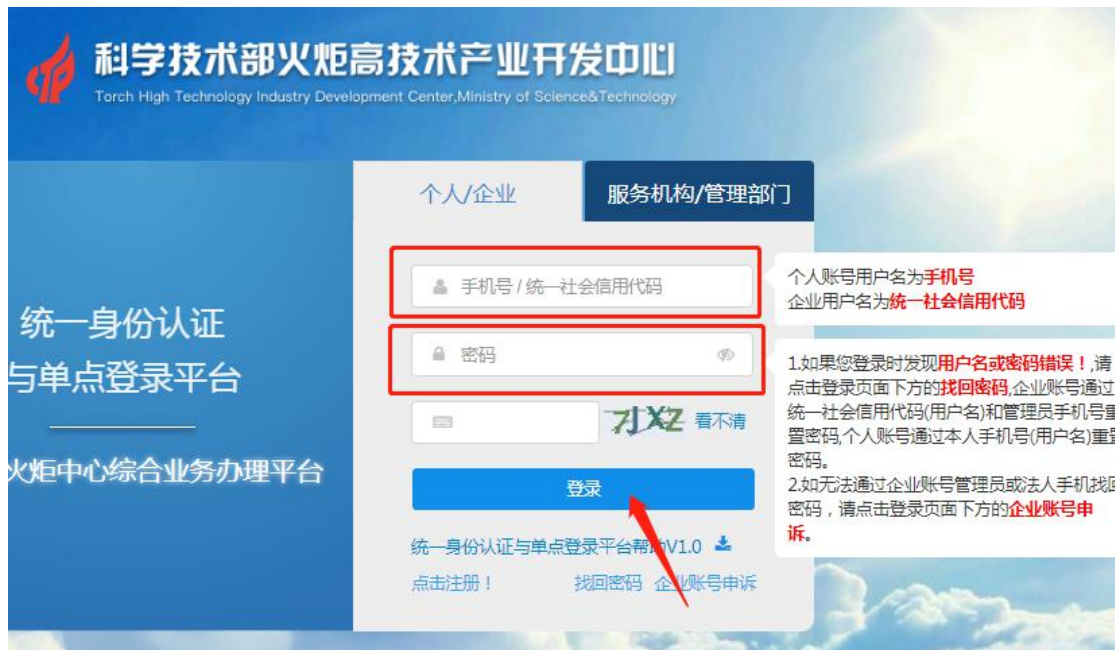 科学技术部火炬高技术产业开发中心
Torch High Technology Industry Development Center,Ministry of Science&Technology
个人/企业
服务机构/管理部门
统一身份认证
与单点登录平台
火炬中心综合业务办理平台
手机号 / 统一社会信用代码
密码
看不清
登录
统一身份认证与单点登录平台帮助V1.0
点击注册！
找回密码 企业账号申诉
个人账号用户名为手机号
企业用户名为统一社会信用代码
1.如果您登录时发现用户名或密码错误！,请
点击登录页面下方的找回密码,企业账号通过
统一社会信用代码(用户名)和管理员手机号重
置密码,个人账号通过本人手机号(用户名)重置
密码。
2.如无法通过企业账号管理员或法人手机找回
密码，请点击登录页面下方的企业账号申
诉。